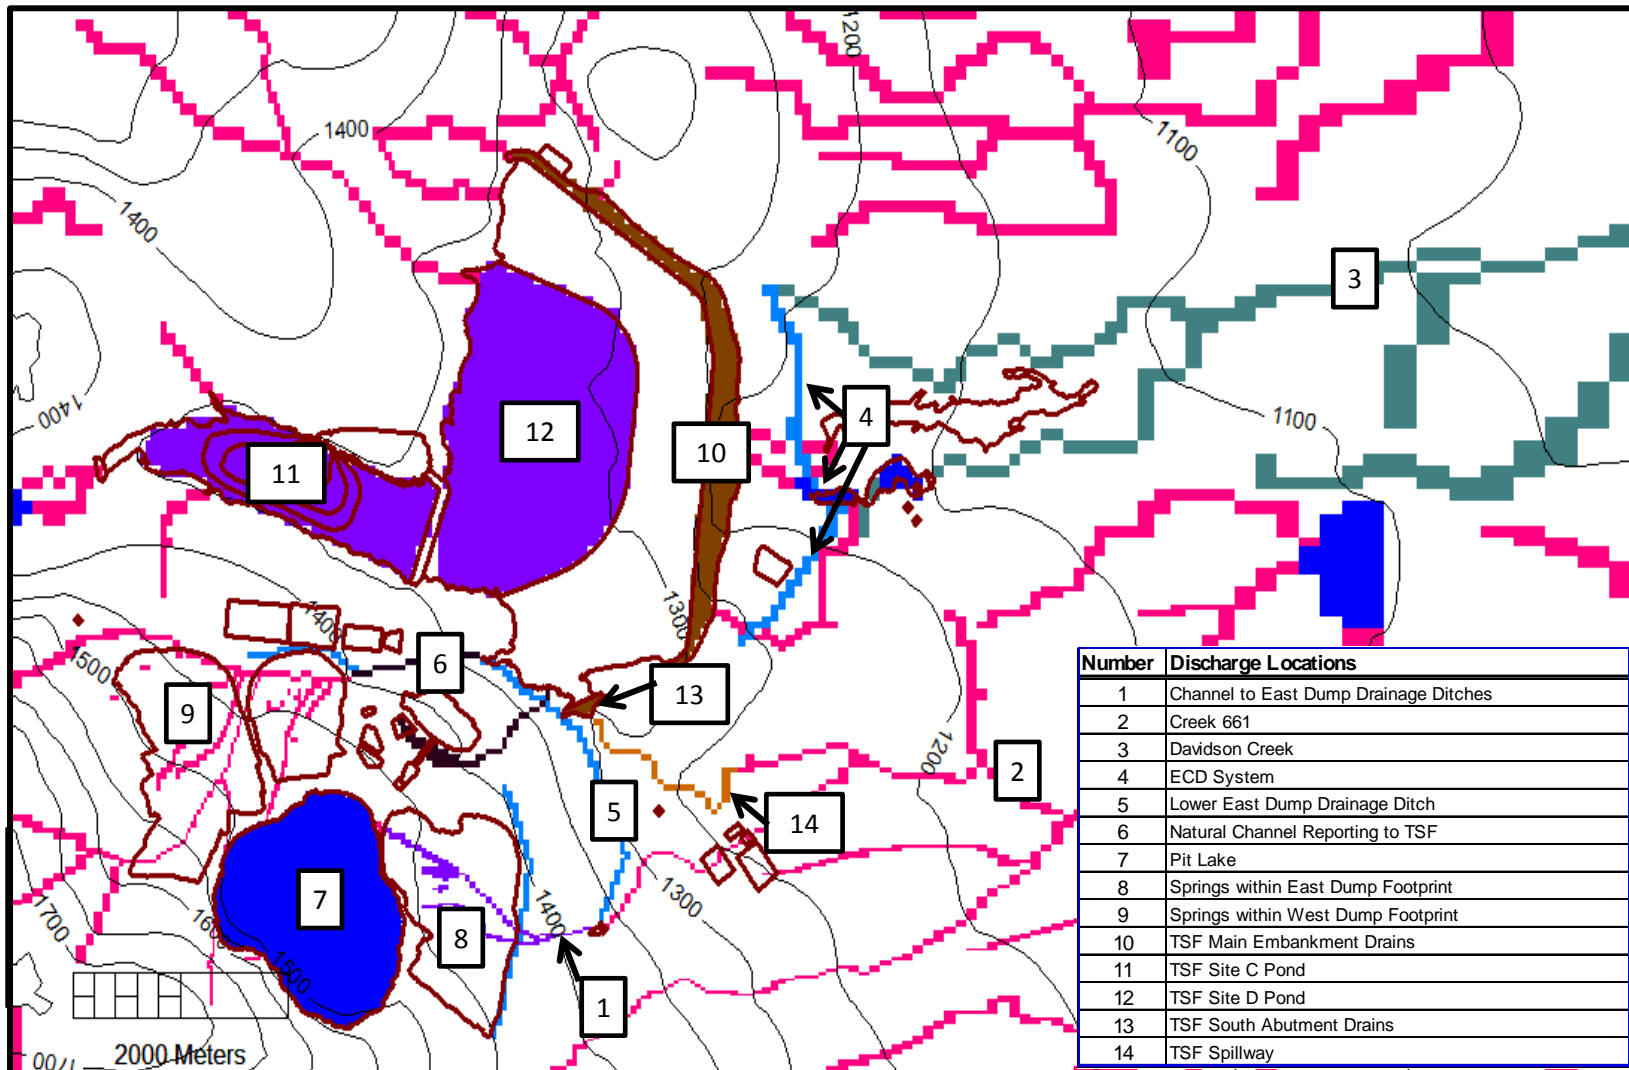 1200
1400
1100
1400
3
1400
1100
4
12
10
11
1300
1400
1500
6
13
9
1200
2
5
14
7
1400
1300
8
1700
1600
1500
1
2000 Meters
1700
Number Discharge Locations
1 Channel to East Dump Drainage Ditches
2 Creek 661
3 Davidson Creek
4 ECD System
5 Lower East Dump Drainage Ditch
6 Natural Channel Reporting to TSF
7 Pit Lake
8 Springs within East Dump Footprint
9 Springs within West Dump Footprint
10 TSF Main Embankment Drains
11 TSF Site C Pond
12 TSF Site D Pond
13 TSF South Abutment Drains
14 TSF Spillway